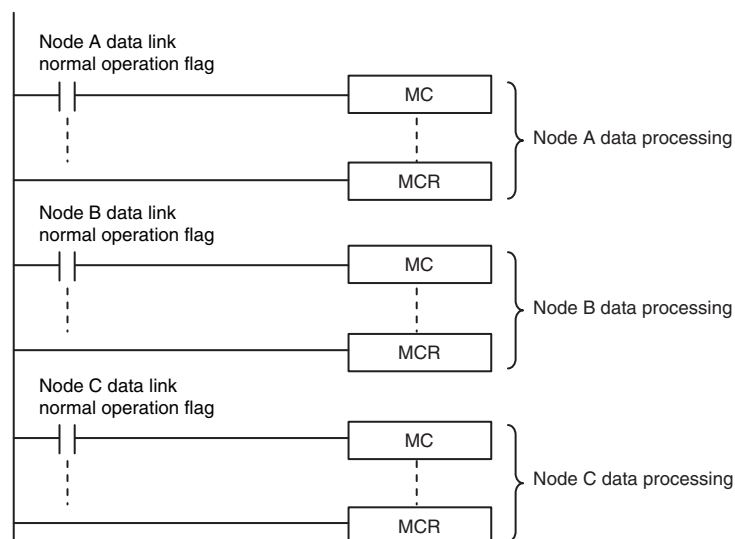 Node A data link
normal operation flag
MC
Node A data processing
MCR
Node B data link
normal operation flag
MC
Node B data processing
MCR
Node C data link
normal operation flag
MC
Node C data processing
MCR